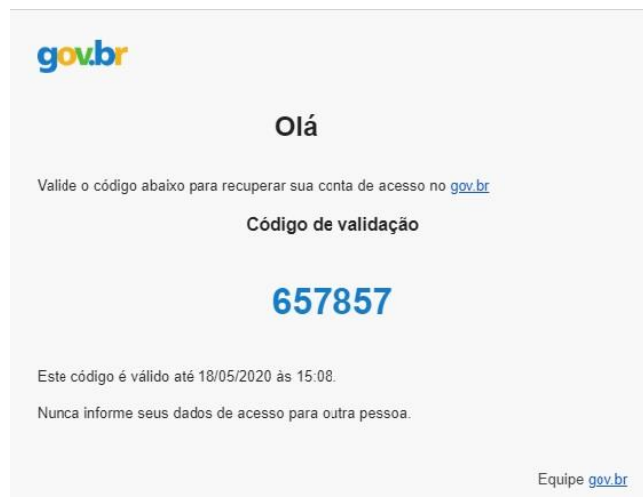 gov.br
Olá
Valide o código abaixo para recuperar sua conta de acesso no gov.br
Código de validação
657857
Este código é válido até 18/05/2020 às 15:08.
Nunca informe seus dados de acesso para outra pessoa.
Equipe gov.br